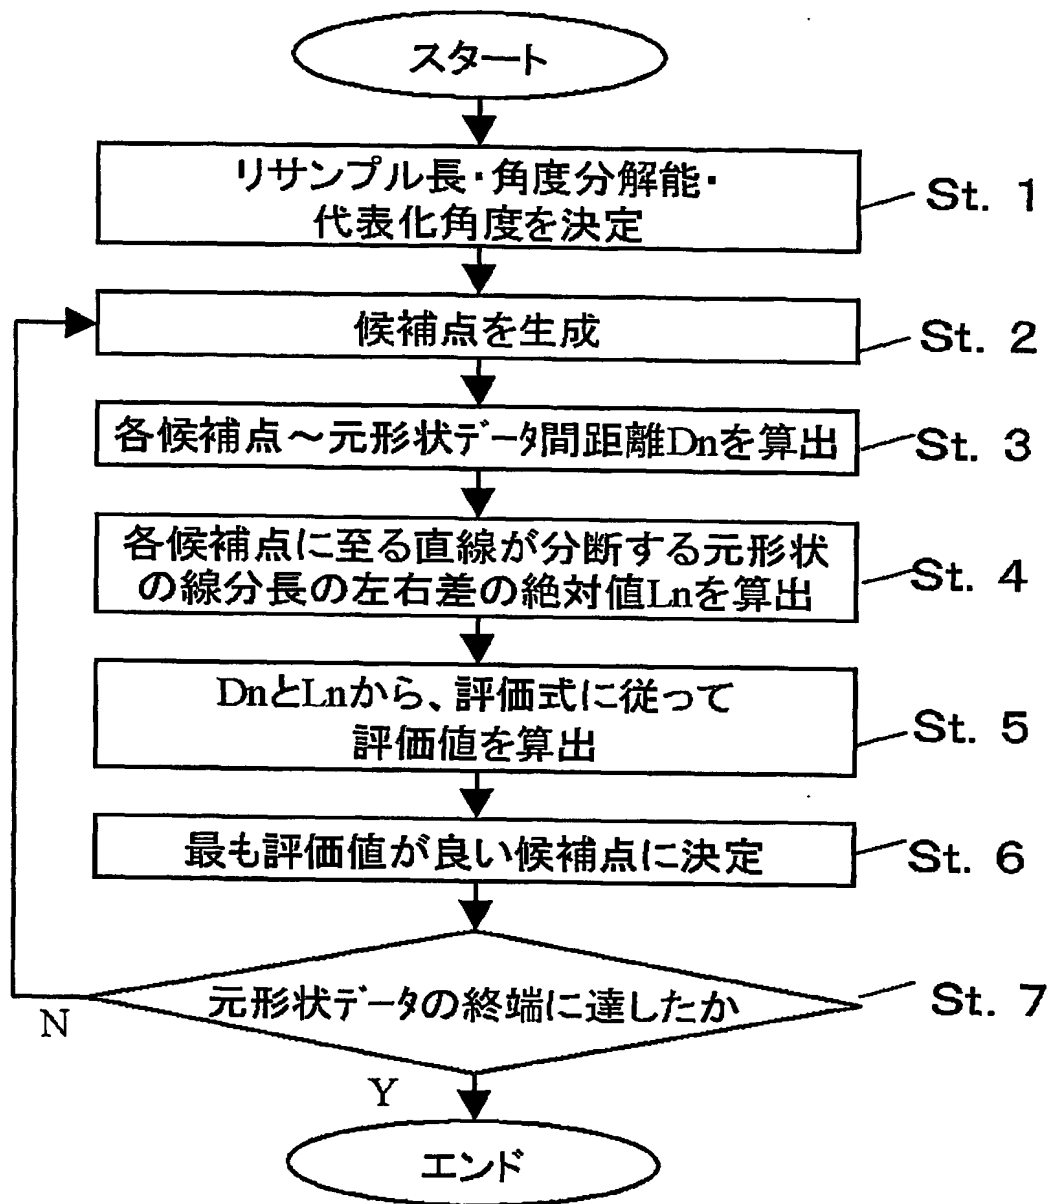 スタート
リサンプル長・角度分解能・
代表化角度を決定
St. 1
候補点を生成
St. 2
各候補点～元形状データ間距離Dnを算出
St. 3
各候補点に至る直線が分断する元形状
の線分長の左右差の絶対値Lnを算出
St. 4
DnとLnから、評価式に従って
評価値を算出
St. 5
最も評価値が良い候補点に決定
St. 6
元形状データの終端に達したか
St. 7
N
Y
エンド